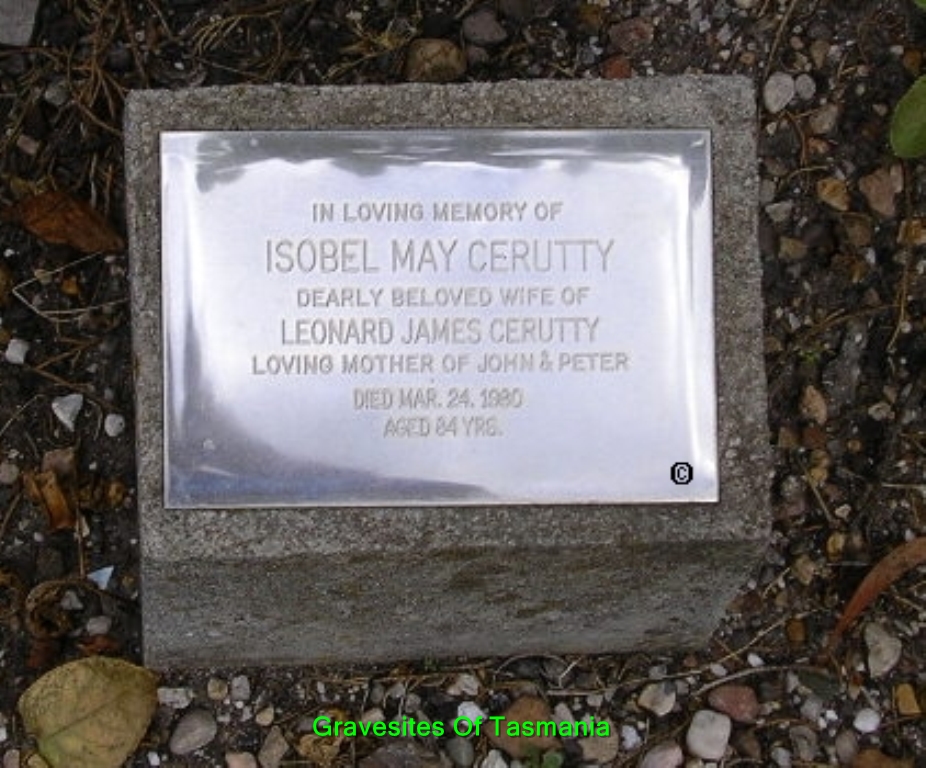 IN LOVING MEMORY OF
ISOBEL MAY CERUTTY
DEARLY BELOVED WIFE OF
LEONARD JAMES CERUTTY
LOVING MOTHER OF JOHN & PETER
DIED MAR. 24. 1980
AGED 84 YRS.
©
Gravesites Of Tasmania